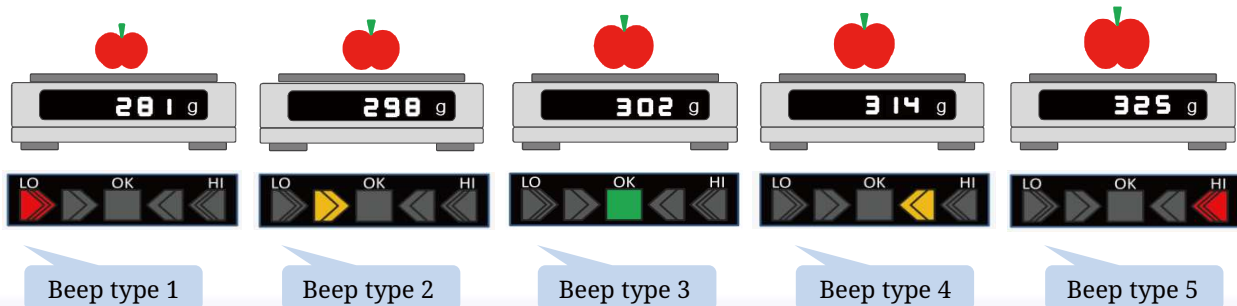 281 g
298 g
302 g
314 g
325 g
LO OK HI
LO OK HI
LO OK HI
LO OK HI
LO OK HI
Beep type 1
Beep type 2
Beep type 3
Beep type 4
Beep type 5